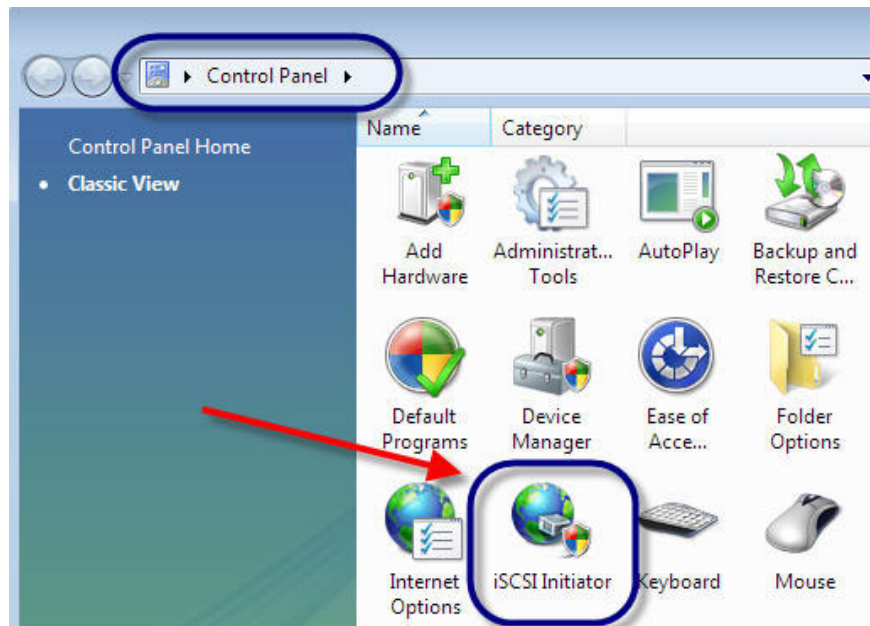 Control Panel
Control Panel Home
Classic View
Name Category
Add Hardware
Administrat... Tools
AutoPlay
Backup and Restore C...
Default Programs
Device Manager
Ease of Acce...
Folder Options
Internet Options
iSCSI Initiator
Keyboard
Mouse